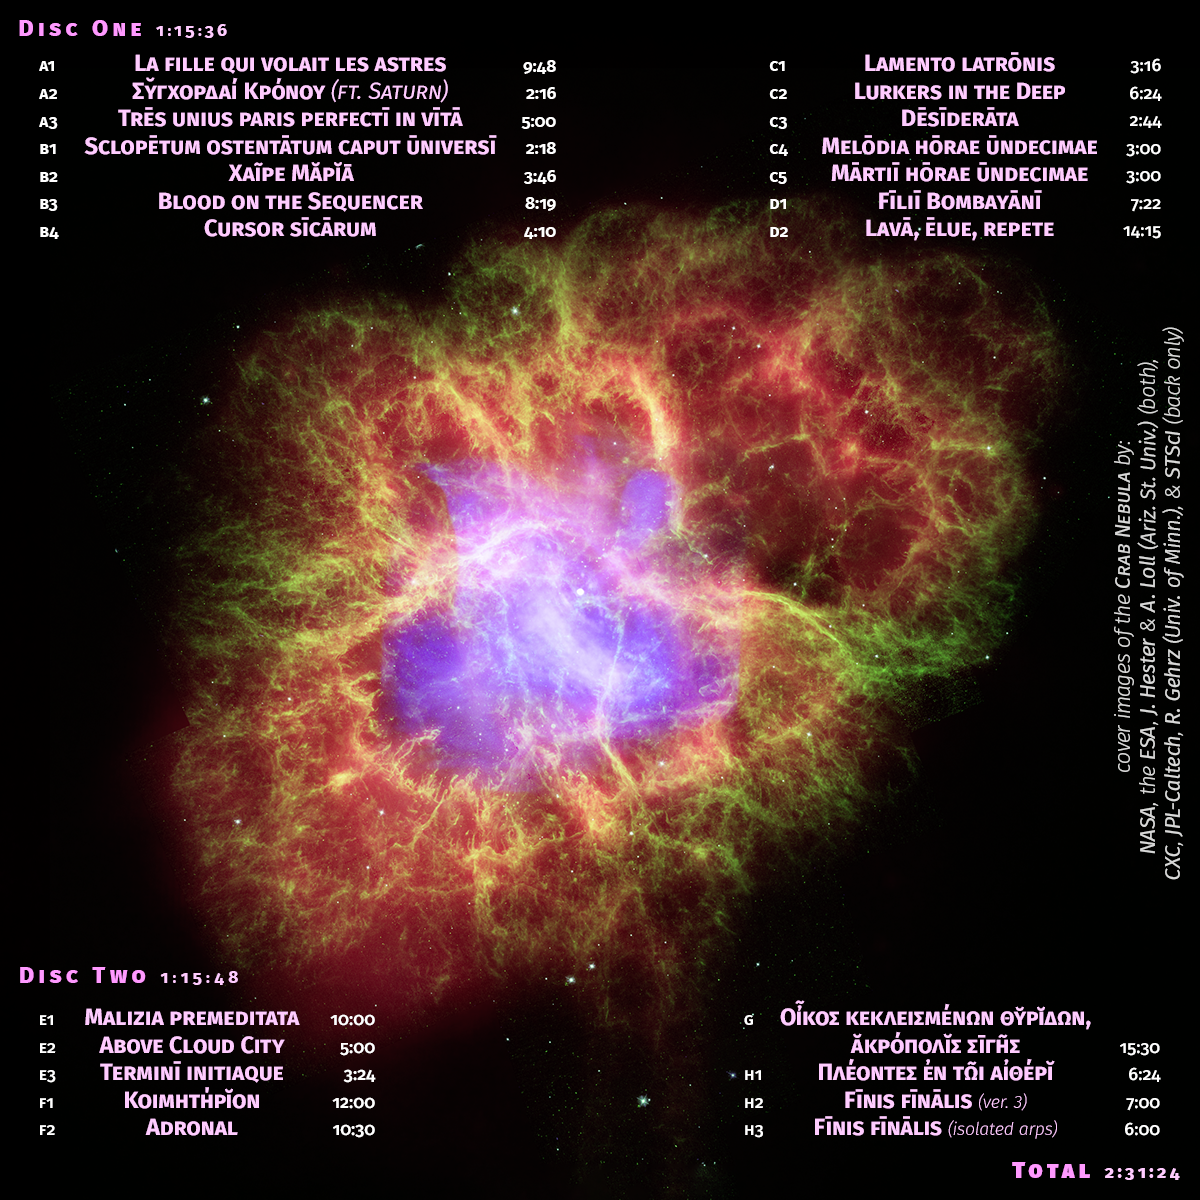 Disc One 1:15:36
A1 La fille qui volait les astres 9:48
A2 Σῠγχορδαί Κρόνου (ft. Saturn) 2:16
A3 Trēs unius paris perfectī in vītā 5:00
B1 Sclopētum ostentātum caput ūniversī 2:18
B2 Χαῖρε Μᾰρῐᾱ 3:46
B3 Blood on the Sequencer 8:19
B4 Cursor sīcārum 4:10
C1 Lamento latrōnis 3:16
C2 Lurkers in the Deep 6:24
C3 Dēsīderāta 2:44
C4 Melōdia hōrae ūndecimae 3:00
C5 Mārtiī hōrae ūndecimae 3:00
D1 Fīliī Bombayānī 7:22
D2 Lavā, ēlue, repete 14:15
cover images of the Crab Nebula by:
NASA, the ESA, J. Hester & A. Loll (Ariz. St. Univ.) (both),
CXC, JPL-Caltech, R. Gehrz (Univ. of Minn.), & STScI (back only)
Disc Two 1:15:48
E1 Malizia premeditata 10:00
E2 Above Cloud City 5:00
E3 Terminī initiaque 3:24
F1 Κοιμητήρῐον 12:00
F2 Adronal 10:30
G Οἶκος κεκλεισμένων θῠρῐ́δων,
ᾰκρόπολῐς σῑγῆς 15:30
H1 Πλέοντες ἐν τῶι αἰθέρῐ 6:24
H2 Fīnis fīnālis (ver. 3) 7:00
H3 Fīnis fīnālis (isolated arps) 6:00
Total 2:31:24